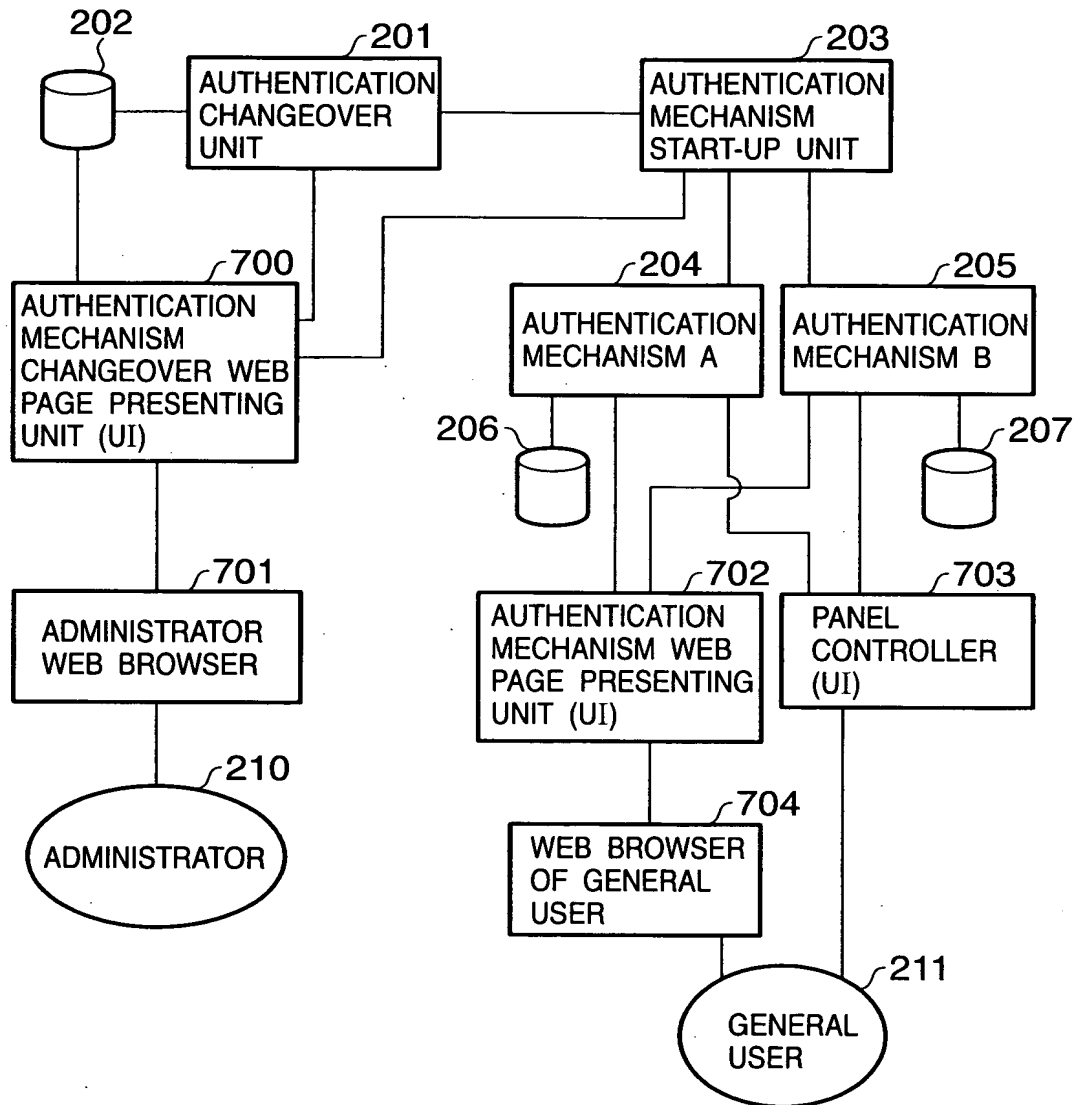 202
201
203
AUTHENTICATION
CHANGEOVER
UNIT
AUTHENTICATION
MECHANISM
START-UP UNIT
700
AUTHENTICATION
MECHANISM
CHANGEOVER WEB
PAGE PRESENTING
UNIT (UI)
204
AUTHENTICATION
MECHANISM A
205
AUTHENTICATION
MECHANISM B
206
207
701
ADMINISTRATOR
WEB BROWSER
702
AUTHENTICATION
MECHANISM WEB
PAGE PRESENTING
UNIT (UI)
703
PANEL
CONTROLLER
(UI)
210
ADMINISTRATOR
704
WEB BROWSER
OF GENERAL
USER
211
GENERAL
USER